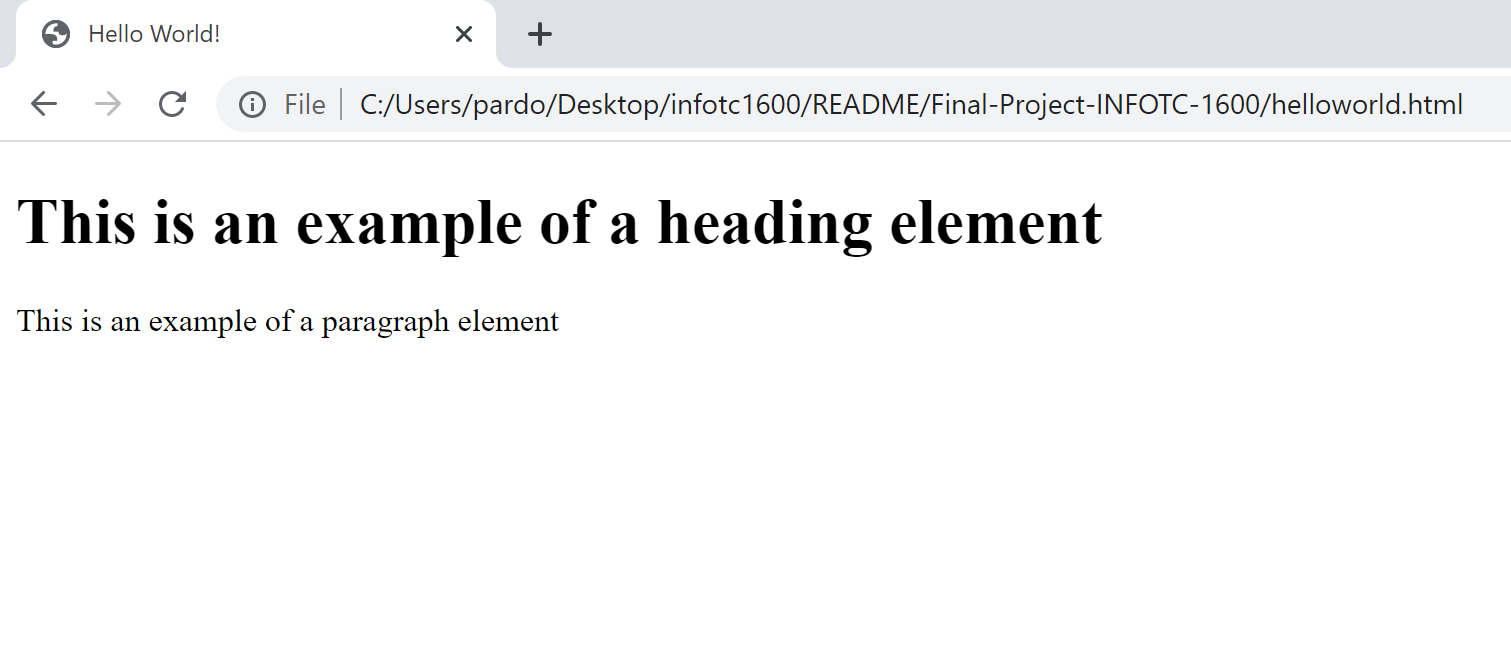 Hello World!
File C:/Users/pardo/Desktop/infotc1600/README/Final-Project-INFOTC-1600/helloworld.html
This is an example of a heading element
This is an example of a paragraph element